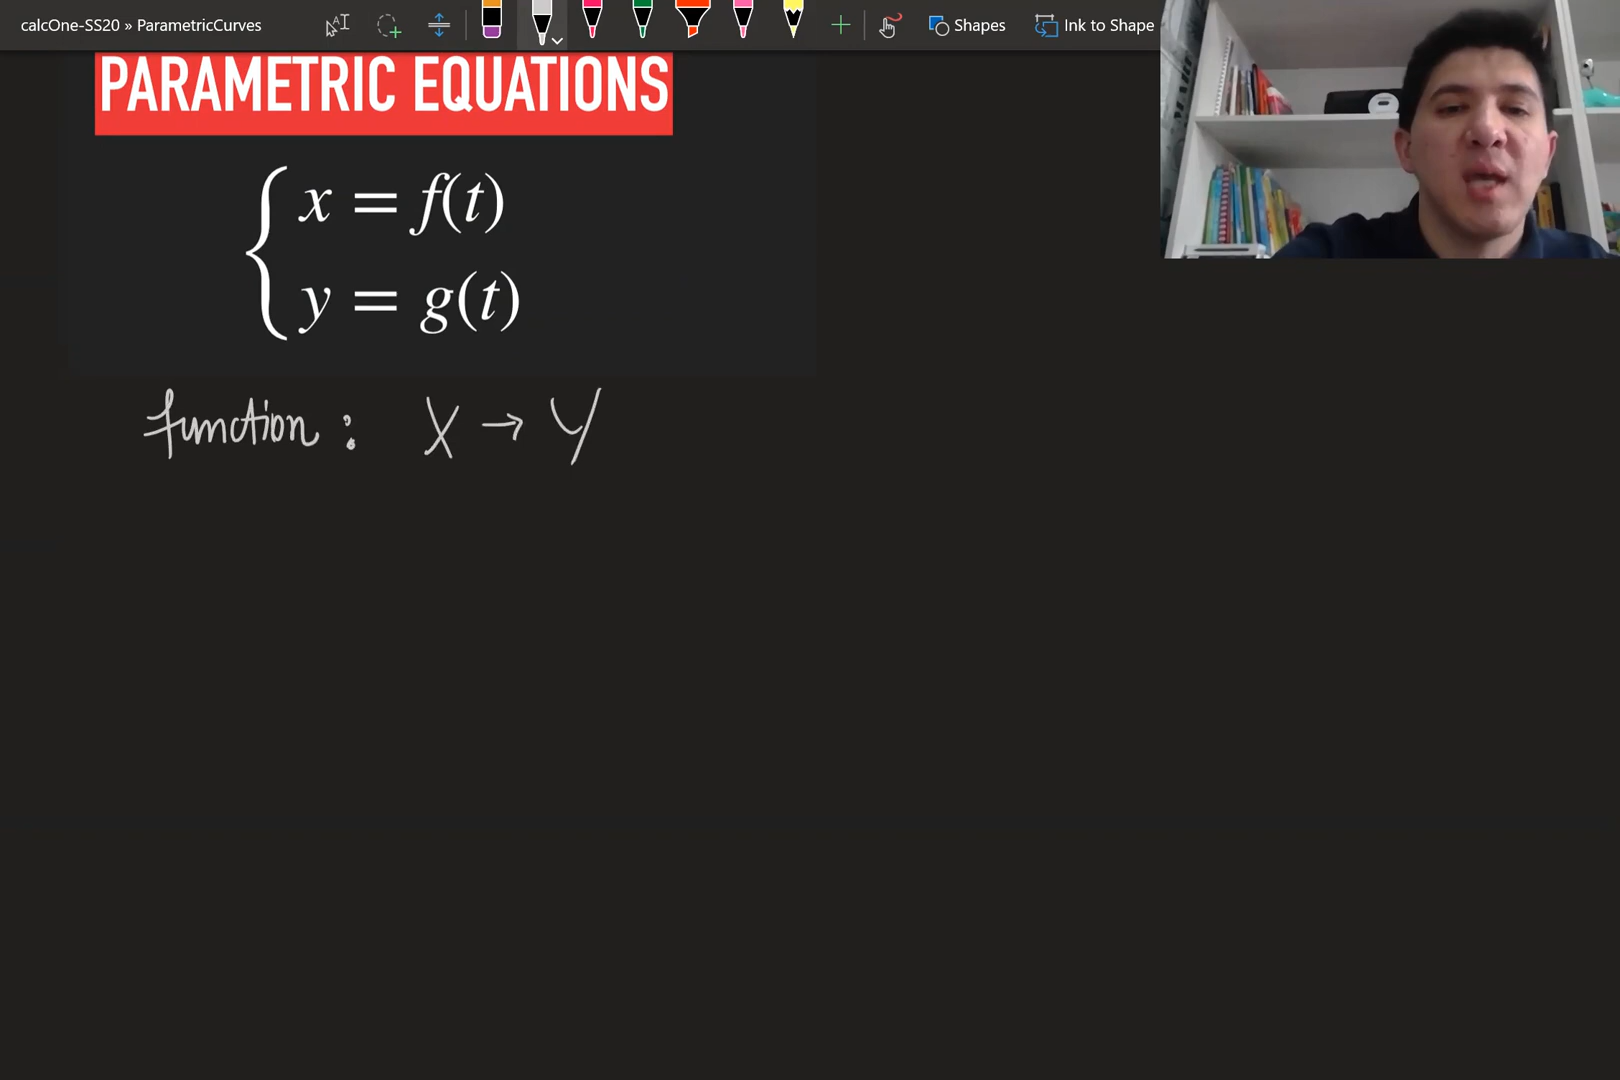 calcOne-SS20 » ParametricCurves Shapes Ink to Shape
PARAMETRIC EQUATIONS
x = f(t)
y = g(t)
function : X → Y